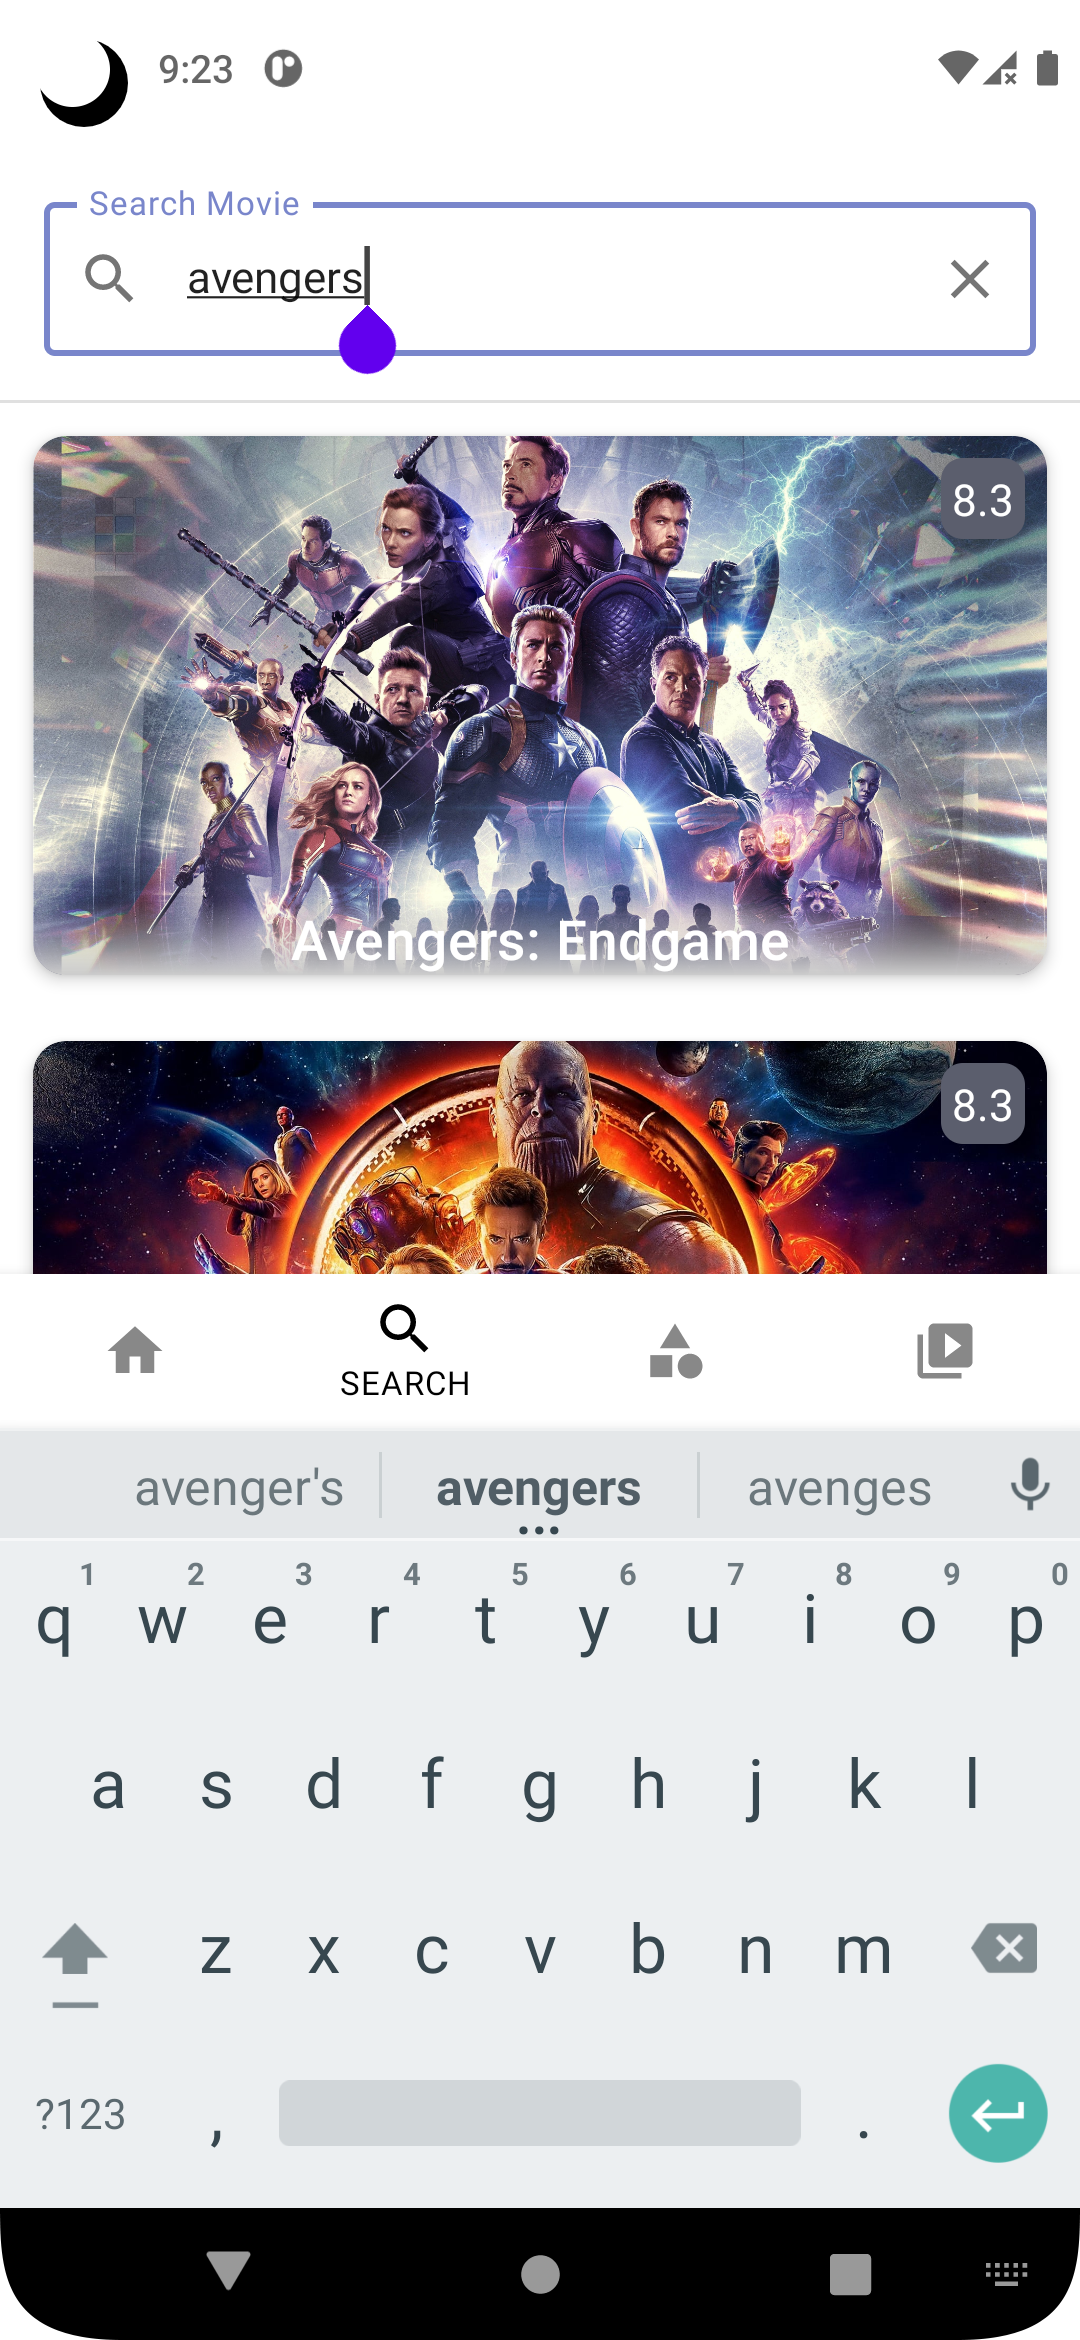 9:23
Search Movie
avengers
8.3
Avengers: Endgame
8.3
SEARCH
avenger's avengers avenges
1 2 3 4 5 6 7 8 9 0
q w e r t y u i o p
a s d f g h j k l
z x c v b n m
?123 , .